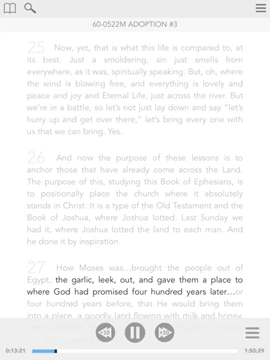 60-0522M ADOPTION #3
25 Now, yet, that is what this life is compared to, at
its best. Just a smoldering, sin just smells from
everywhere, as it was, spiritually speaking. But, oh, where
the wind is blowing free, and everything is lovely and
peace and joy and Eternal Life, just across the river. But
we're in a battle, so let's not just lay down and say "let's
hurry up and get over there," let's bring every one with
us that we can bring. Yes.
26 And now the purpose of these lessons is to
anchor those that have already come across the Land.
The purpose of this, studying this Book of Ephesians, is
to positionally place the church where it absolutely
stands in Christ. It is a type of the Old Testament and the
Book of Joshua, where Joshua lotted. Last Sunday we
had it, where Joshua lotted the land to each man. And
he done it by inspiration.
27 How Moses was…brought the people out of
Egypt, the garlic, leek, out, and gave them a place to
where God had promised four hundred years later…or
four hundred years before, that He would bring them
into a place, a goodly land flowing with milk and honey.
0:13:21
1:50:29